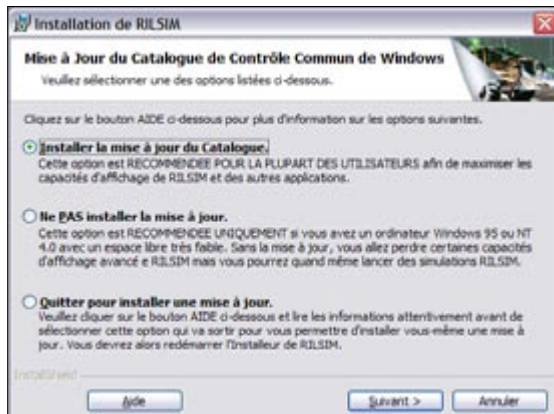 Installation de RILSIM
Mise à Jour du Catalogue de Contrôle Commun de Windows
Veuillez sélectionner une des options listées ci-dessous.
Cliquez sur le bouton AIDE ci-dessous pour plus d'information sur les options suivantes.
Installer la mise à jour du Catalogue.
Cette option est RECOMMENDEE POUR LA PLUPART DES UTILISATEURS afin de maximiser les
capacités d'affichage de RILSIM et des autres applications.
Ne PAS installer la mise à jour.
Cette option est RECOMMENDEE UNIQUEMENT si vous avez un ordinateur Windows 95 ou NT
4.0 avec un espace libre très faible. Sans la mise à jour, vous allez perdre certaines capacités
d'affichage avancé e RILSIM mais vous pourrez quand même lancer des simulations RILSIM.
Quitter pour installer une mise à jour.
Veuillez cliquer sur le bouton AIDE ci-dessous et lire les informations attentivement avant de
sélectionner cette option qui va sortir pour vous permettre d'installer vous-même une mise à
jour. Vous devrez alors redémarrer l'Installeur de RILSIM.
InstallShield
Aide
Suivant >
Annuler